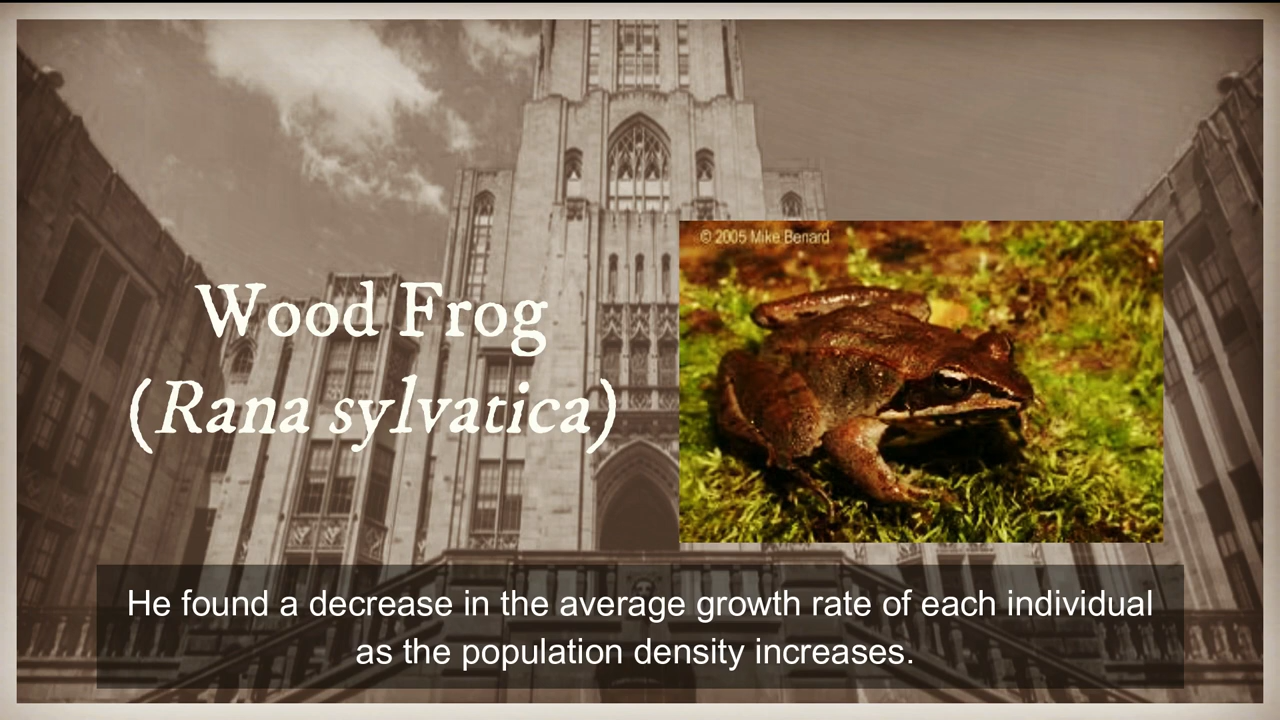 © 2005 Mike Benard
Wood Frog
(Rana sylvatica)
He found a decrease in the average growth rate of each individual
as the population density increases.